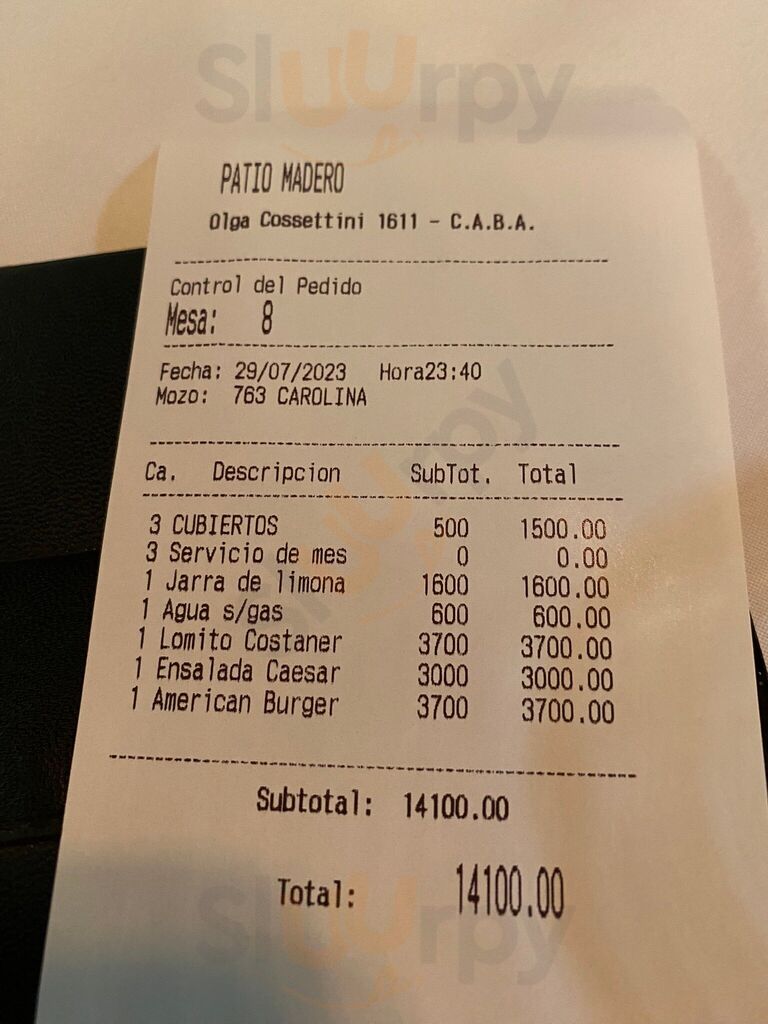 Sluurpy
PATIO MADERO
Olga Cossettini 1611 - C.A.B.A.
Control del Pedido
Mesa: 8
Fecha: 29/07/2023 Hora23:40
Mozo: 763 CAROLINA
Ca. Descripcion SubTot. Total
3 CUBIERTOS 500 1500.00
3 Servicio de mes 0 0.00
1 Jarra de limona 1600 1600.00
1 Agua s/gas 600 600.00
1 Lomito Costaner 3700 3700.00
1 Ensalada Caesar 3000 3000.00
1 American Burger 3700 3700.00
Sluurpy
Subtotal: 14100.00
Total: 14100.00
Sluurpy